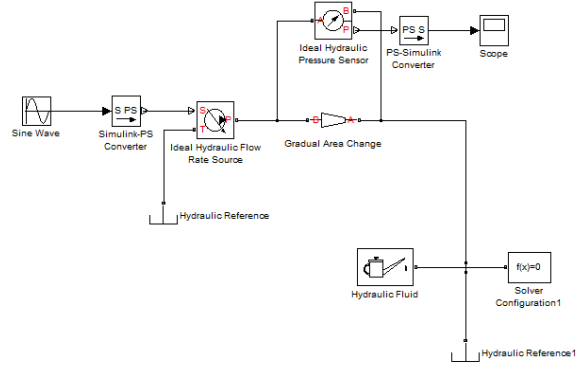 B
A
P
Ideal Hydraulic
Pressure Sensor
PS S
PS-Simulink
Converter
Scope
Sine Wave
S PS
Simulink-PS
Converter
S
P
T
Ideal Hydraulic Flow
Rate Source
B
A
Gradual Area Change
Hydraulic Reference
Hydraulic Fluid
f(x)=0
Solver
Configuration1
Hydraulic Reference1